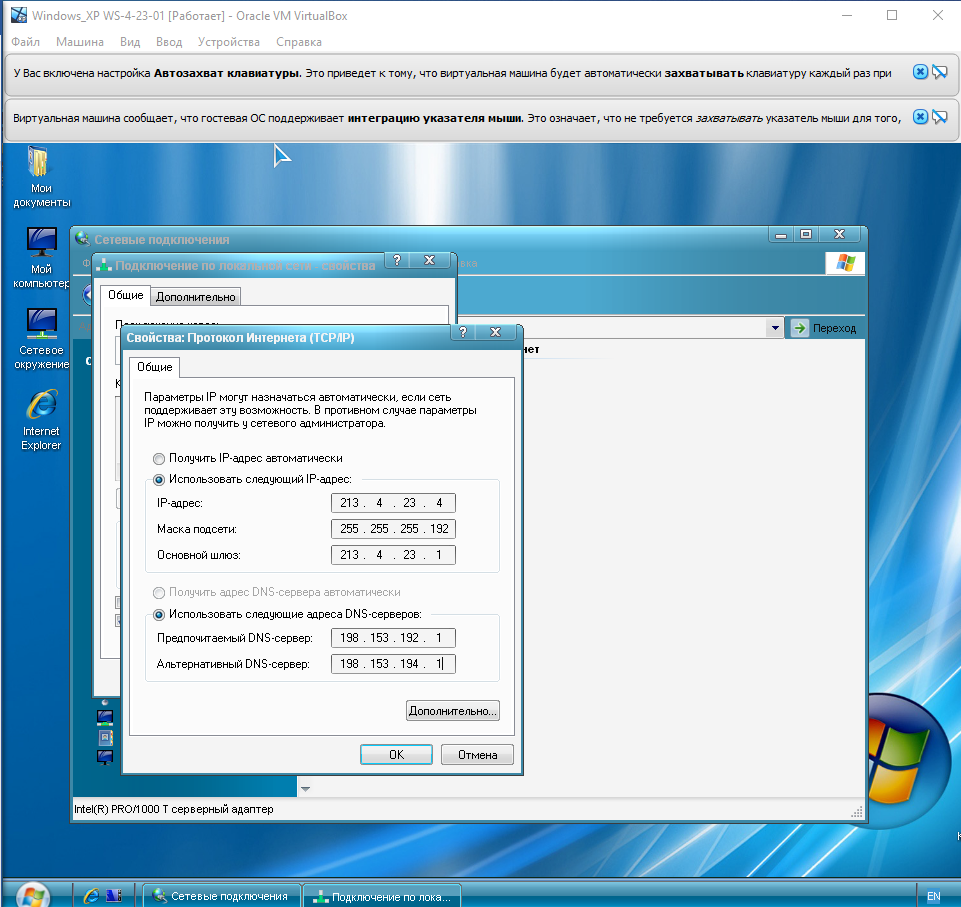 Windows_XP WS-4-23-01 [Работает] - Oracle VM VirtualBox
Файл Машина Вид Ввод Устройства Справка
У Вас включена настройка Автозахват клавиатуры. Это приведет к тому, что виртуальная машина будет автоматически захватывать клавиатуру каждый раз при
Виртуальная машина сообщает, что гостевая ОС поддерживает интеграцию указателя мыши. Это означает, что не требуется захватывать указатель мыши для того,
Мои
документы
Мой
компьютер
Сетевое
окружение
Internet
Explorer
Сетевые подключения
Подключение по локальной сети - свойства
Общие Дополнительно
Переход
Свойства: Протокол Интернета (TCP/IP)
Общие
Параметры IP могут назначаться автоматически, если сеть
поддерживает эту возможность. В противном случае параметры
IP можно получить у сетевого администратора.
Получить IP-адрес автоматически
Использовать следующий IP-адрес:
IP-адрес: 213 . 4 . 23 . 4
Маска подсети: 255 . 255 . 255 . 192
Основной шлюз: 213 . 4 . 23 . 1
Получить адрес DNS-сервера автоматически
Использовать следующие адреса DNS-серверов:
Предпочитаемый DNS-сервер: 198 . 153 . 192 . 1
Альтернативный DNS-сервер: 198 . 153 . 194 . 1
Дополнительно...
OK Отмена
Intel(R) PRO/1000 T серверный адаптер
Сетевые подключения Подключение по лока... EN